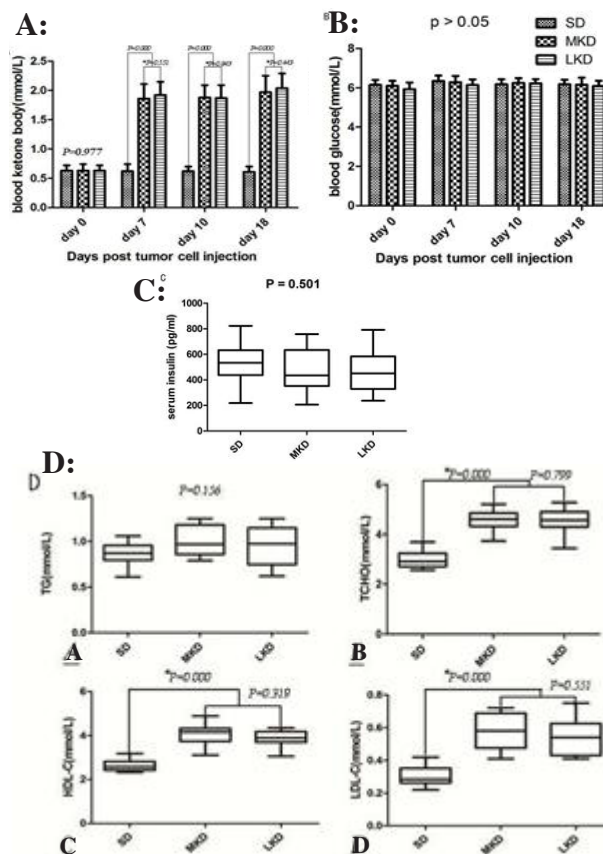 A:
P=0.000
P=0.000
P=0.000
*P=0.443
P=0.977
blood ketone body(mmol/L)
2.5
2.0
1.5
1.0
0.5
0.0
A
day 0
day 7
day 10
day 18
Days post tumor cell injection
B
p > 0.05
SD
MKD
LKD
blood glucose(mmol/L)
8
6
4
2
0
B:
day 0
day 7
day 10
day 18
Days post tumor cell injection
C:
C
P = 0.501
serum insulin (pg/ml)
1000
800
600
400
200
0
SD
MKD
LKD
D:
D
P=0.156
TG(mmol/L)
1.5
1.0
0.5
0.0
SD
MKD
LKD
A
*P=0.000
P=0.799
TCHO(mmol/L)
6
4
2
0
SD
MKD
LKD
B
*P=0.000
P=0.319
HDL-C(mmol/L)
6
4
2
0
SD
MKD
LKD
C
*P=0.000
P=0.551
LDL-C(mmol/L)
0.8
0.6
0.4
0.2
0.0
SD
MKD
LKD
D